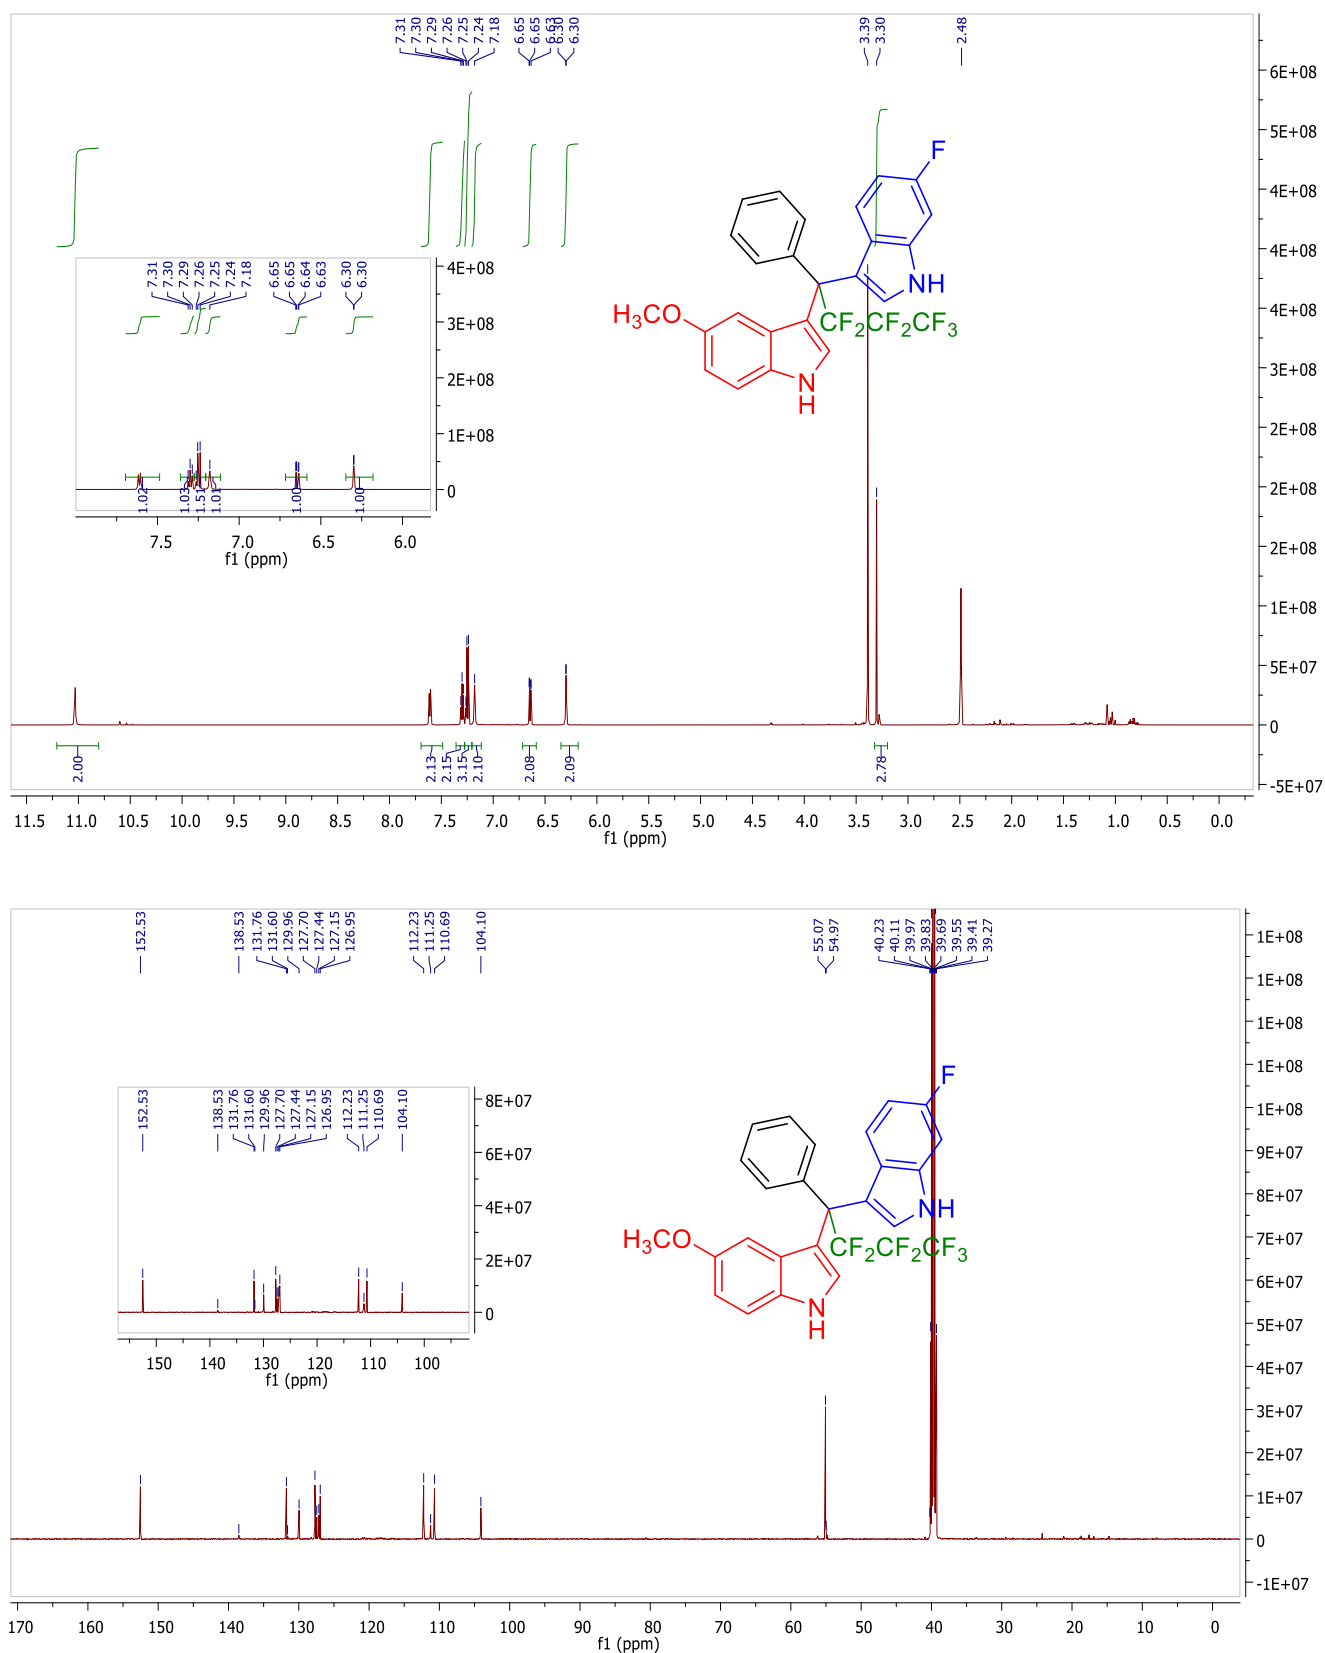 7.31
7.30
7.29
7.26
7.25
7.24
7.18
6.65
6.65
6.63
6.30
6.30
3.39
3.30
2.48
6E+08
5E+08
4E+08
4E+08
4E+08
3E+08
2E+08
2E+08
2E+08
1E+08
5E+07
0
-5E+07
F
NH
H3CO
CF2CF2CF3
N
H
7.31
7.30
7.29
7.26
7.25
7.24
7.18
6.65
6.65
6.64
6.63
6.30
6.30
4E+08
3E+08
2E+08
1E+08
0
1.02
1.03
1.51
1.01
1.00
1.00
7.5 7.0 6.5 6.0
f1 (ppm)
2.00
2.13
2.15
3.15
2.10
2.08
2.09
2.78
11.5 11.0 10.5 10.0 9.5 9.0 8.5 8.0 7.5 7.0 6.5 6.0 5.5 5.0 4.5 4.0 3.5 3.0 2.5 2.0 1.5 1.0 0.5 0.0
f1 (ppm)
152.53
138.53
131.76
131.60
129.96
127.70
127.44
127.15
126.95
112.23
111.25
110.69
104.10
55.07
54.97
40.23
40.11
39.97
39.83
39.69
39.55
39.41
39.27
1E+08
1E+08
1E+08
1E+08
1E+08
9E+07
8E+07
7E+07
6E+07
5E+07
4E+07
3E+07
2E+07
1E+07
0
-1E+07
F
NH
H3CO
CF2CF2CF3
N
H
152.53
138.53
131.76
131.60
129.96
127.70
127.44
127.15
126.95
112.23
111.25
110.69
104.10
8E+07
6E+07
4E+07
2E+07
0
150 140 130 120 110 100
f1 (ppm)
170 160 150 140 130 120 110 100 90 80 70 60 50 40 30 20 10 0
f1 (ppm)